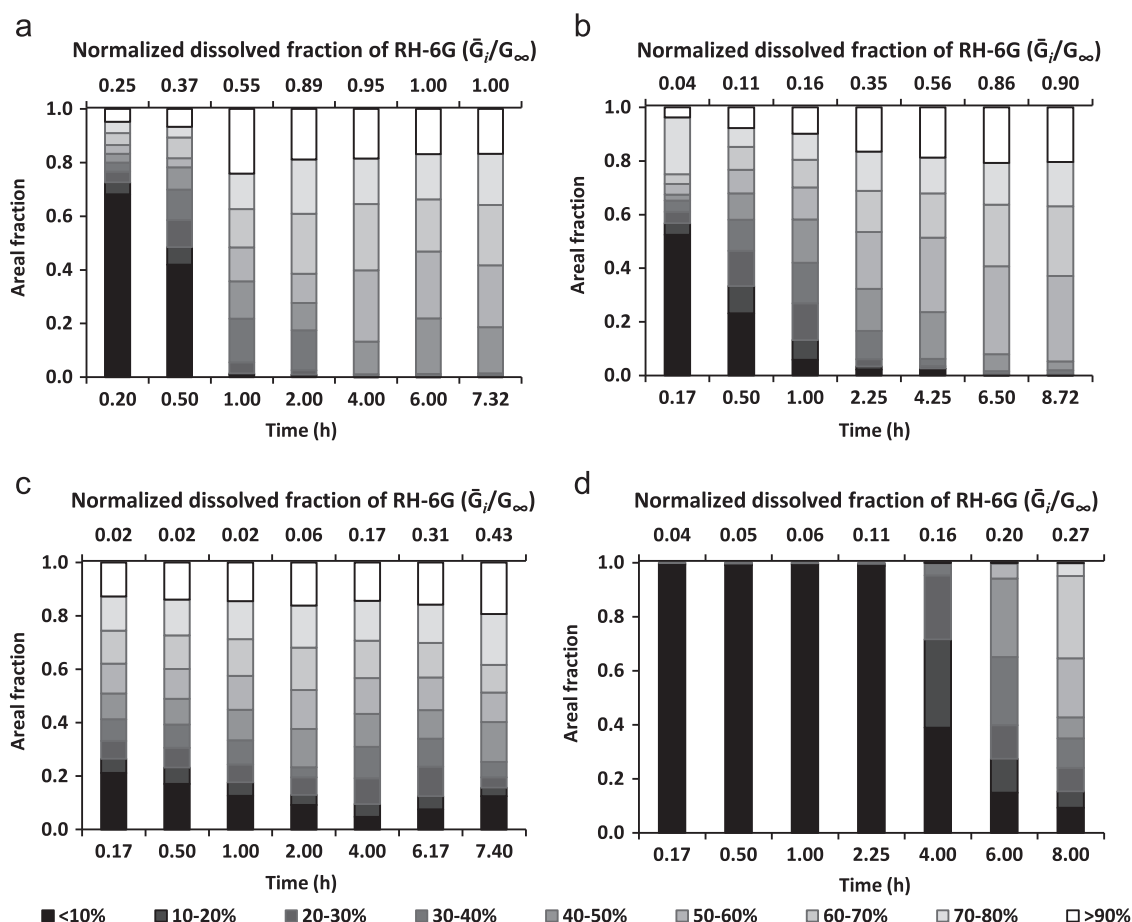 a
Normalized dissolved fraction of RH-6G (Ḡi/G∞)
0.25 0.37 0.55 0.89 0.95 1.00 1.00
1.0
0.8
0.6
0.4
0.2
0.0
Areal fraction
0.20 0.50 1.00 2.00 4.00 6.00 7.32
Time (h)
b
Normalized dissolved fraction of RH-6G (Ḡi/G∞)
0.04 0.11 0.16 0.35 0.56 0.86 0.90
1.0
0.8
0.6
0.4
0.2
0.0
Areal fraction
0.17 0.50 1.00 2.25 4.25 6.50 8.72
Time (h)
c
Normalized dissolved fraction of RH-6G (Ḡi/G∞)
0.02 0.02 0.02 0.06 0.17 0.31 0.43
1.0
0.8
0.6
0.4
0.2
0.0
Areal fraction
0.17 0.50 1.00 2.00 4.00 6.17 7.40
Time (h)
d
Normalized dissolved fraction of RH-6G (Ḡi/G∞)
0.04 0.05 0.06 0.11 0.16 0.20 0.27
1.0
0.8
0.6
0.4
0.2
0.0
Areal fraction
0.17 0.50 1.00 2.25 4.00 6.00 8.00
Time (h)
<10% 10-20% 20-30% 30-40% 40-50% 50-60% 60-70% 70-80% >90%